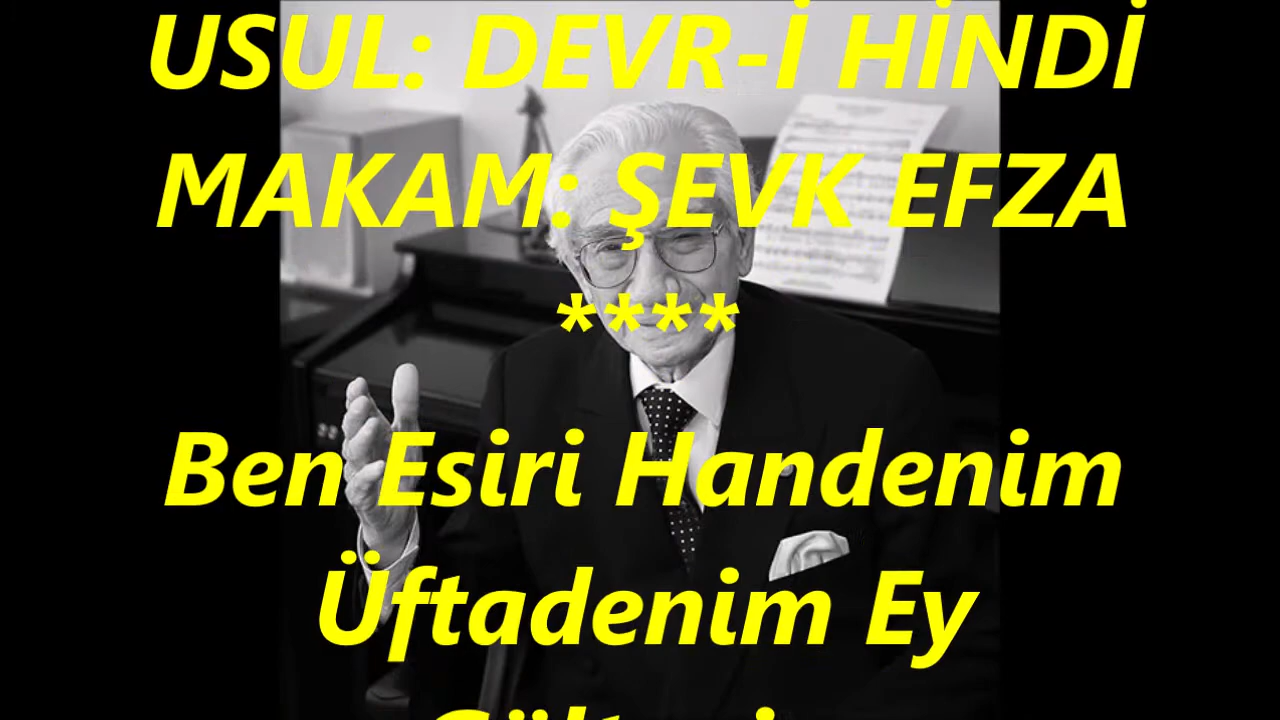 USUL: DEVR-İ HİNDİ
MAKAM: ŞEVK EFZA
****
Ben Esiri Handenim
Üftadenim Ey